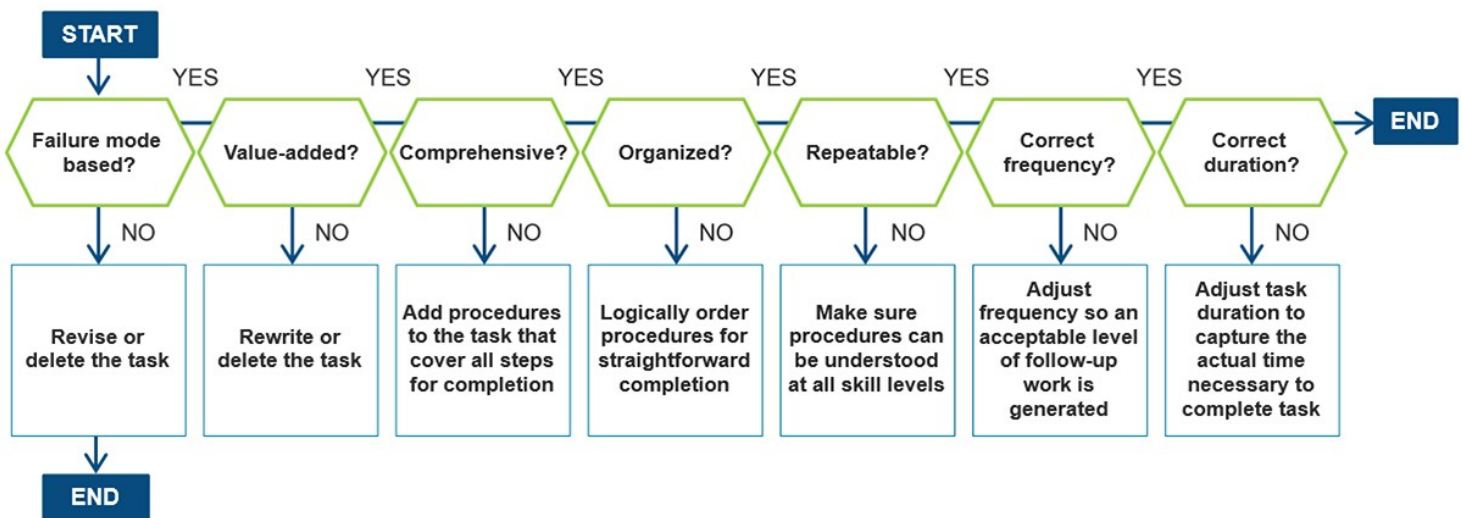 START
YES
YES
YES
YES
YES
YES
Failure mode
based?
Value-added?
Comprehensive?
Organized?
Repeatable?
Correct
frequency?
Correct
duration?
END
NO
NO
NO
NO
NO
NO
NO
Revise or
delete the task
Rewrite or
delete the task
Add procedures
to the task that
cover all steps
for completion
Logically order
procedures for
straightforward
completion
Make sure
procedures can
be understood
at all skill levels
Adjust
frequency so an
acceptable level
of follow-up
work is
generated
Adjust task
duration to
capture the
actual time
necessary to
complete task
END